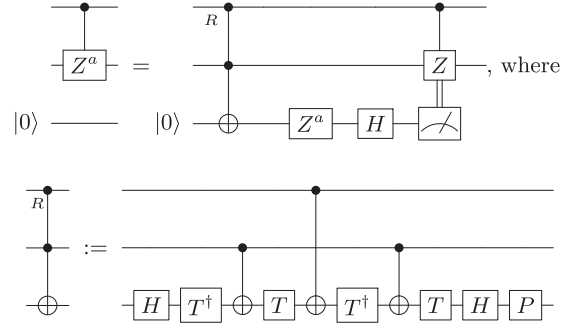 R
Z^a = Z , where
|0⟩ |0⟩ Z^a H
R
:=
H T† T T† T H P